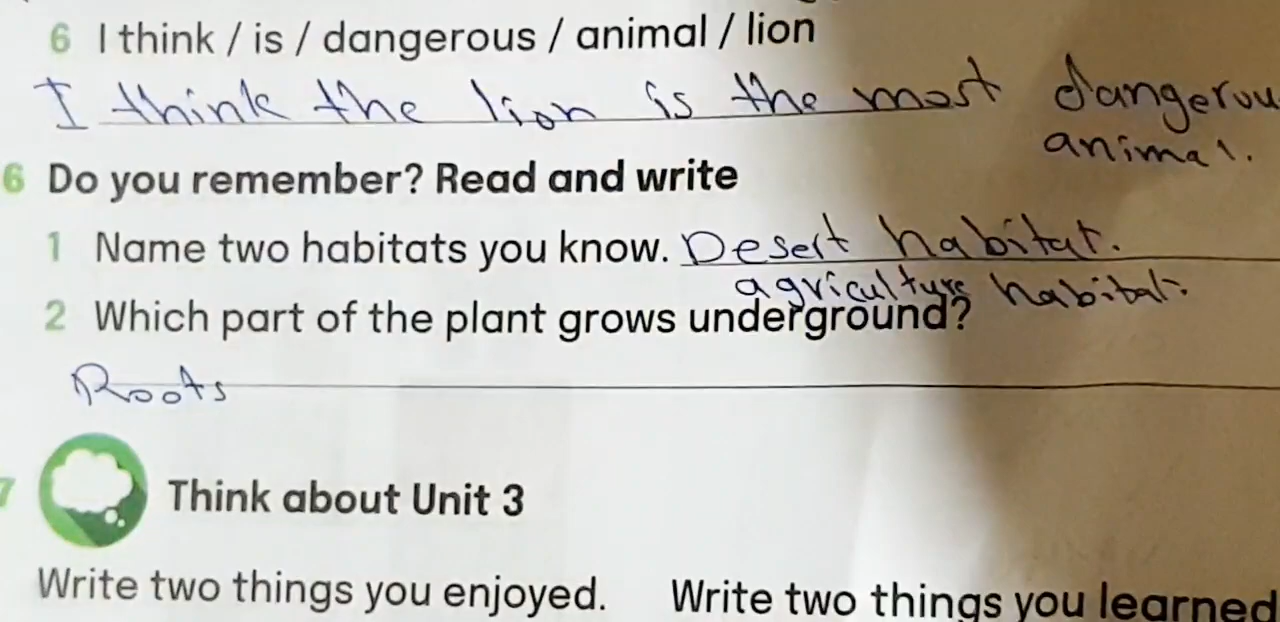 6 I think / is / dangerous / animal / lion
I think the lion is the most dangerou
animal.
6 Do you remember? Read and write
1 Name two habitats you know. Desert habitat.
agriculture habitat.
2 Which part of the plant grows underground?
Roots
7 Think about Unit 3
Write two things you enjoyed. Write two things you learned